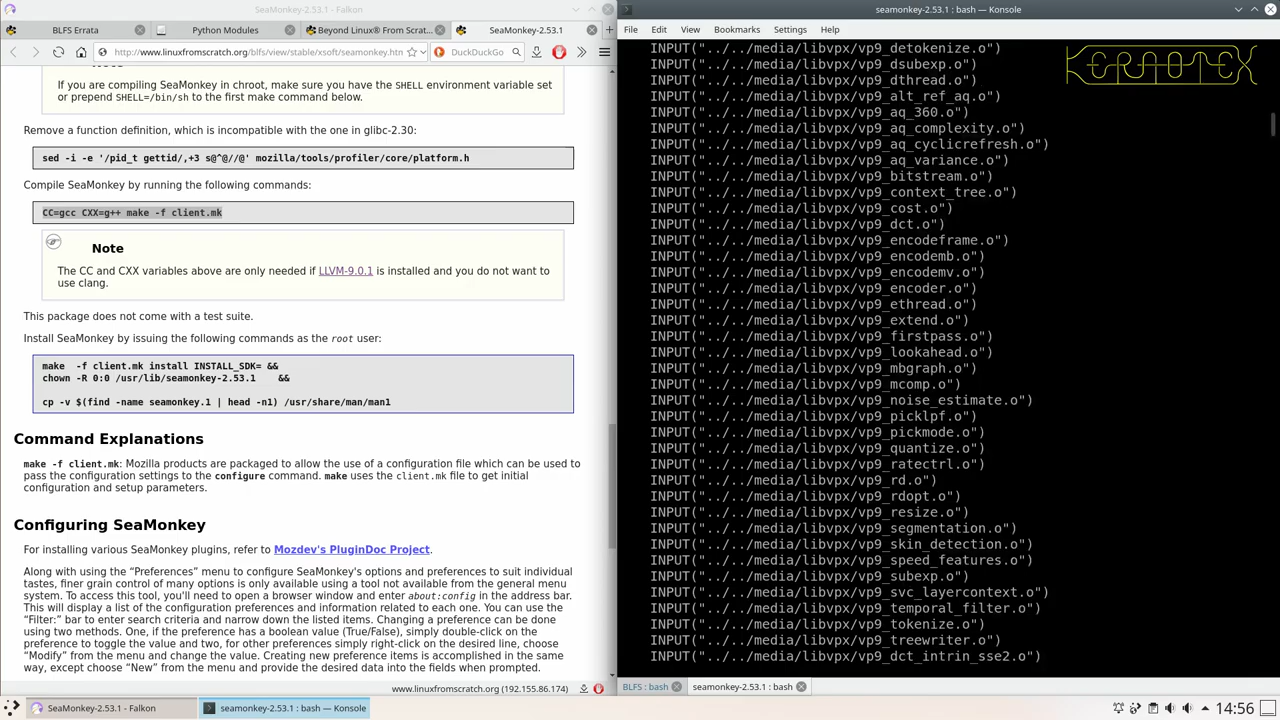 SeaMonkey-2.53.1 - Falkon
BLFS Errata
Python Modules
Beyond Linux® From Scrat...
SeaMonkey-2.53.1
http://www.linuxfromscratch.org/blfs/view/stable/xsoft/seamonkey.htm
DuckDuckGo
If you are compiling SeaMonkey in chroot, make sure you have the SHELL environment variable set
or prepend SHELL=/bin/sh to the first make command below.
Remove a function definition, which is incompatible with the one in glibc-2.30:
sed -i -e '/pid_t gettid/,+3 s@^@//@' mozilla/tools/profiler/core/platform.h
Compile SeaMonkey by running the following commands:
CC=gcc CXX=g++ make -f client.mk
Note
The CC and CXX variables above are only needed if LLVM-9.0.1 is installed and you do not want to
use clang.
This package does not come with a test suite.
Install SeaMonkey by issuing the following commands as the root user:
make  -f client.mk install INSTALL_SDK= &&
chown -R 0:0 /usr/lib/seamonkey-2.53.1    &&
cp -v $(find -name seamonkey.1 | head -n1) /usr/share/man/man1
Command Explanations
make -f client.mk: Mozilla products are packaged to allow the use of a configuration file which can be used to
pass the configuration settings to the configure command. make uses the client.mk file to get initial
configuration and setup parameters.
Configuring SeaMonkey
For installing various SeaMonkey plugins, refer to Mozdev's PluginDoc Project.
Along with using the “Preferences” menu to configure SeaMonkey's options and preferences to suit individual
tastes, finer grain control of many options is only available using a tool not available from the general menu
system. To access this tool, you'll need to open a browser window and enter about:config in the address bar.
This will display a list of the configuration preferences and information related to each one. You can use the
“Filter:” bar to enter search criteria and narrow down the listed items. Changing a preference can be done
using two methods. One, if the preference has a boolean value (True/False), simply double-click on the
preference to toggle the value and two, for other preferences simply right-click on the desired line, choose
“Modify” from the menu and change the value. Creating new preference items is accomplished in the same
way, except choose “New” from the menu and provide the desired data into the fields when prompted.
www.linuxfromscratch.org (192.155.86.174)
seamonkey-2.53.1 : bash — Konsole
File Edit View Bookmarks Settings Help
KERNOTEX
INPUT("../../media/libvpx/vp9_detokenize.o")
INPUT("../../media/libvpx/vp9_dsubexp.o")
INPUT("../../media/libvpx/vp9_dthread.o")
INPUT("../../media/libvpx/vp9_alt_ref_aq.o")
INPUT("../../media/libvpx/vp9_aq_360.o")
INPUT("../../media/libvpx/vp9_aq_complexity.o")
INPUT("../../media/libvpx/vp9_aq_cyclicrefresh.o")
INPUT("../../media/libvpx/vp9_aq_variance.o")
INPUT("../../media/libvpx/vp9_bitstream.o")
INPUT("../../media/libvpx/vp9_context_tree.o")
INPUT("../../media/libvpx/vp9_cost.o")
INPUT("../../media/libvpx/vp9_dct.o")
INPUT("../../media/libvpx/vp9_encodeframe.o")
INPUT("../../media/libvpx/vp9_encodemb.o")
INPUT("../../media/libvpx/vp9_encodemv.o")
INPUT("../../media/libvpx/vp9_encoder.o")
INPUT("../../media/libvpx/vp9_ethread.o")
INPUT("../../media/libvpx/vp9_extend.o")
INPUT("../../media/libvpx/vp9_firstpass.o")
INPUT("../../media/libvpx/vp9_lookahead.o")
INPUT("../../media/libvpx/vp9_mbgraph.o")
INPUT("../../media/libvpx/vp9_mcomp.o")
INPUT("../../media/libvpx/vp9_noise_estimate.o")
INPUT("../../media/libvpx/vp9_picklpf.o")
INPUT("../../media/libvpx/vp9_pickmode.o")
INPUT("../../media/libvpx/vp9_quantize.o")
INPUT("../../media/libvpx/vp9_ratectrl.o")
INPUT("../../media/libvpx/vp9_rd.o")
INPUT("../../media/libvpx/vp9_rdopt.o")
INPUT("../../media/libvpx/vp9_resize.o")
INPUT("../../media/libvpx/vp9_segmentation.o")
INPUT("../../media/libvpx/vp9_skin_detection.o")
INPUT("../../media/libvpx/vp9_speed_features.o")
INPUT("../../media/libvpx/vp9_subexp.o")
INPUT("../../media/libvpx/vp9_svc_layercontext.o")
INPUT("../../media/libvpx/vp9_temporal_filter.o")
INPUT("../../media/libvpx/vp9_tokenize.o")
INPUT("../../media/libvpx/vp9_treewriter.o")
INPUT("../../media/libvpx/vp9_dct_intrin_sse2.o")
BLFS : bash
seamonkey-2.53.1 : bash
SeaMonkey-2.53.1 - Falkon
seamonkey-2.53.1 : bash — Konsole
14:56